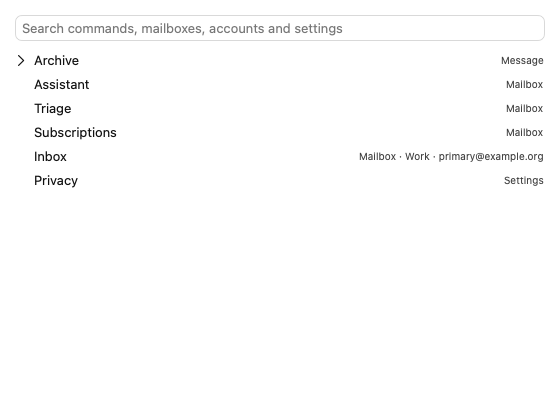 Search commands, mailboxes, accounts and settings
Archive Message
Assistant Mailbox
Triage Mailbox
Subscriptions Mailbox
Inbox Mailbox · Work · primary@example.org
Privacy Settings